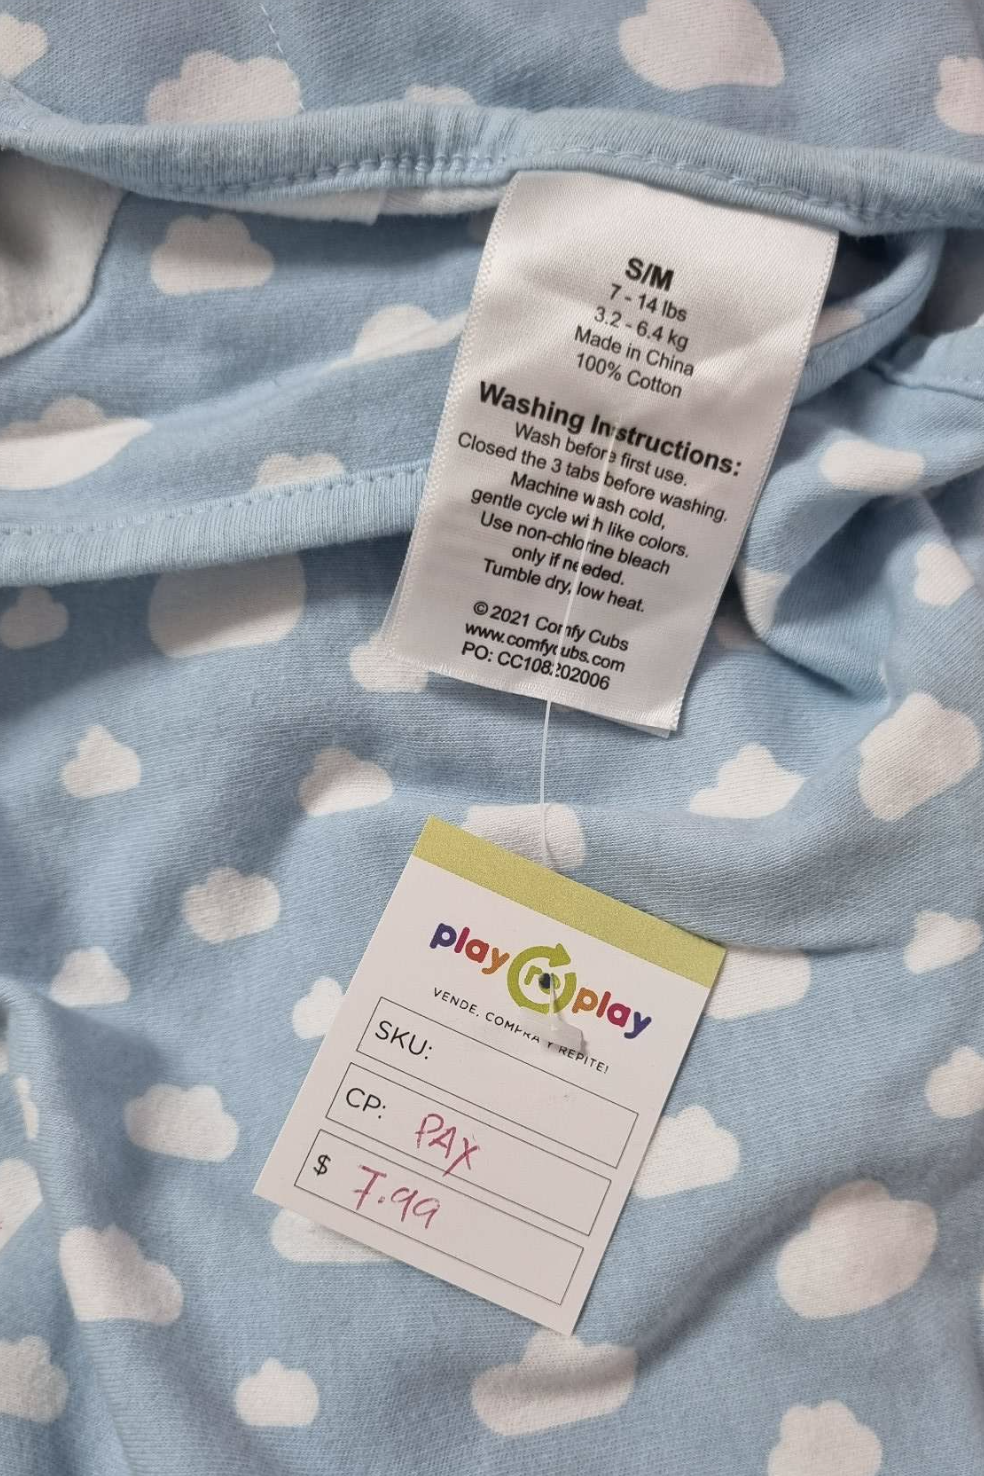 S/M
7 - 14 lbs
3.2 - 6.4 kg
Made in China
100% Cotton
Washing Instructions:
Wash before first use.
Closed the 3 tabs before washing.
Machine wash cold,
gentle cycle with like colors.
Use non-chlorine bleach
only if needed.
Tumble dry, low heat.
© 2021 Comfy Cubs
www.comfycubs.com
PO: CC108202006
play re play
VENDE, COMPRA Y REPITE!
SKU:
CP: PAX
$ 7.99